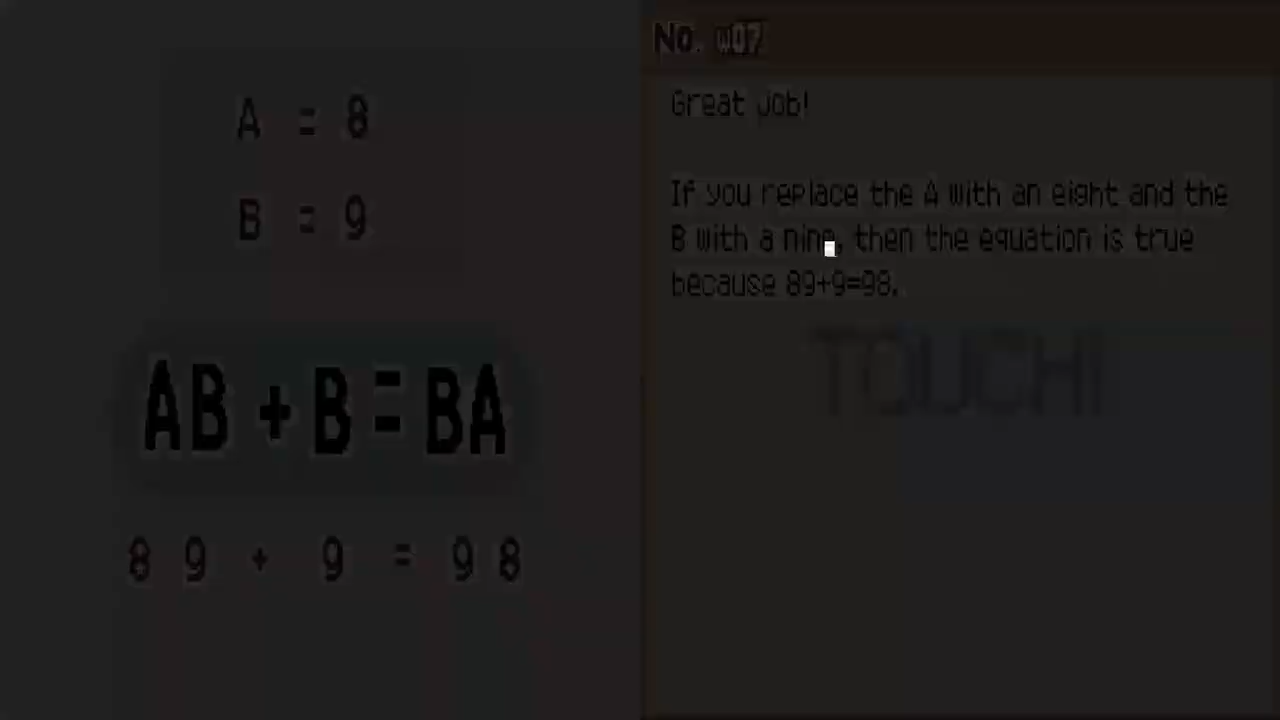 A = 8
B = 9
AB + B = BA
8 9 + 9 = 9 8
No. W07
Great job!
If you replace the A with an eight and the
B with a nine, then the equation is true
because 89+9=98.
TOUCH!